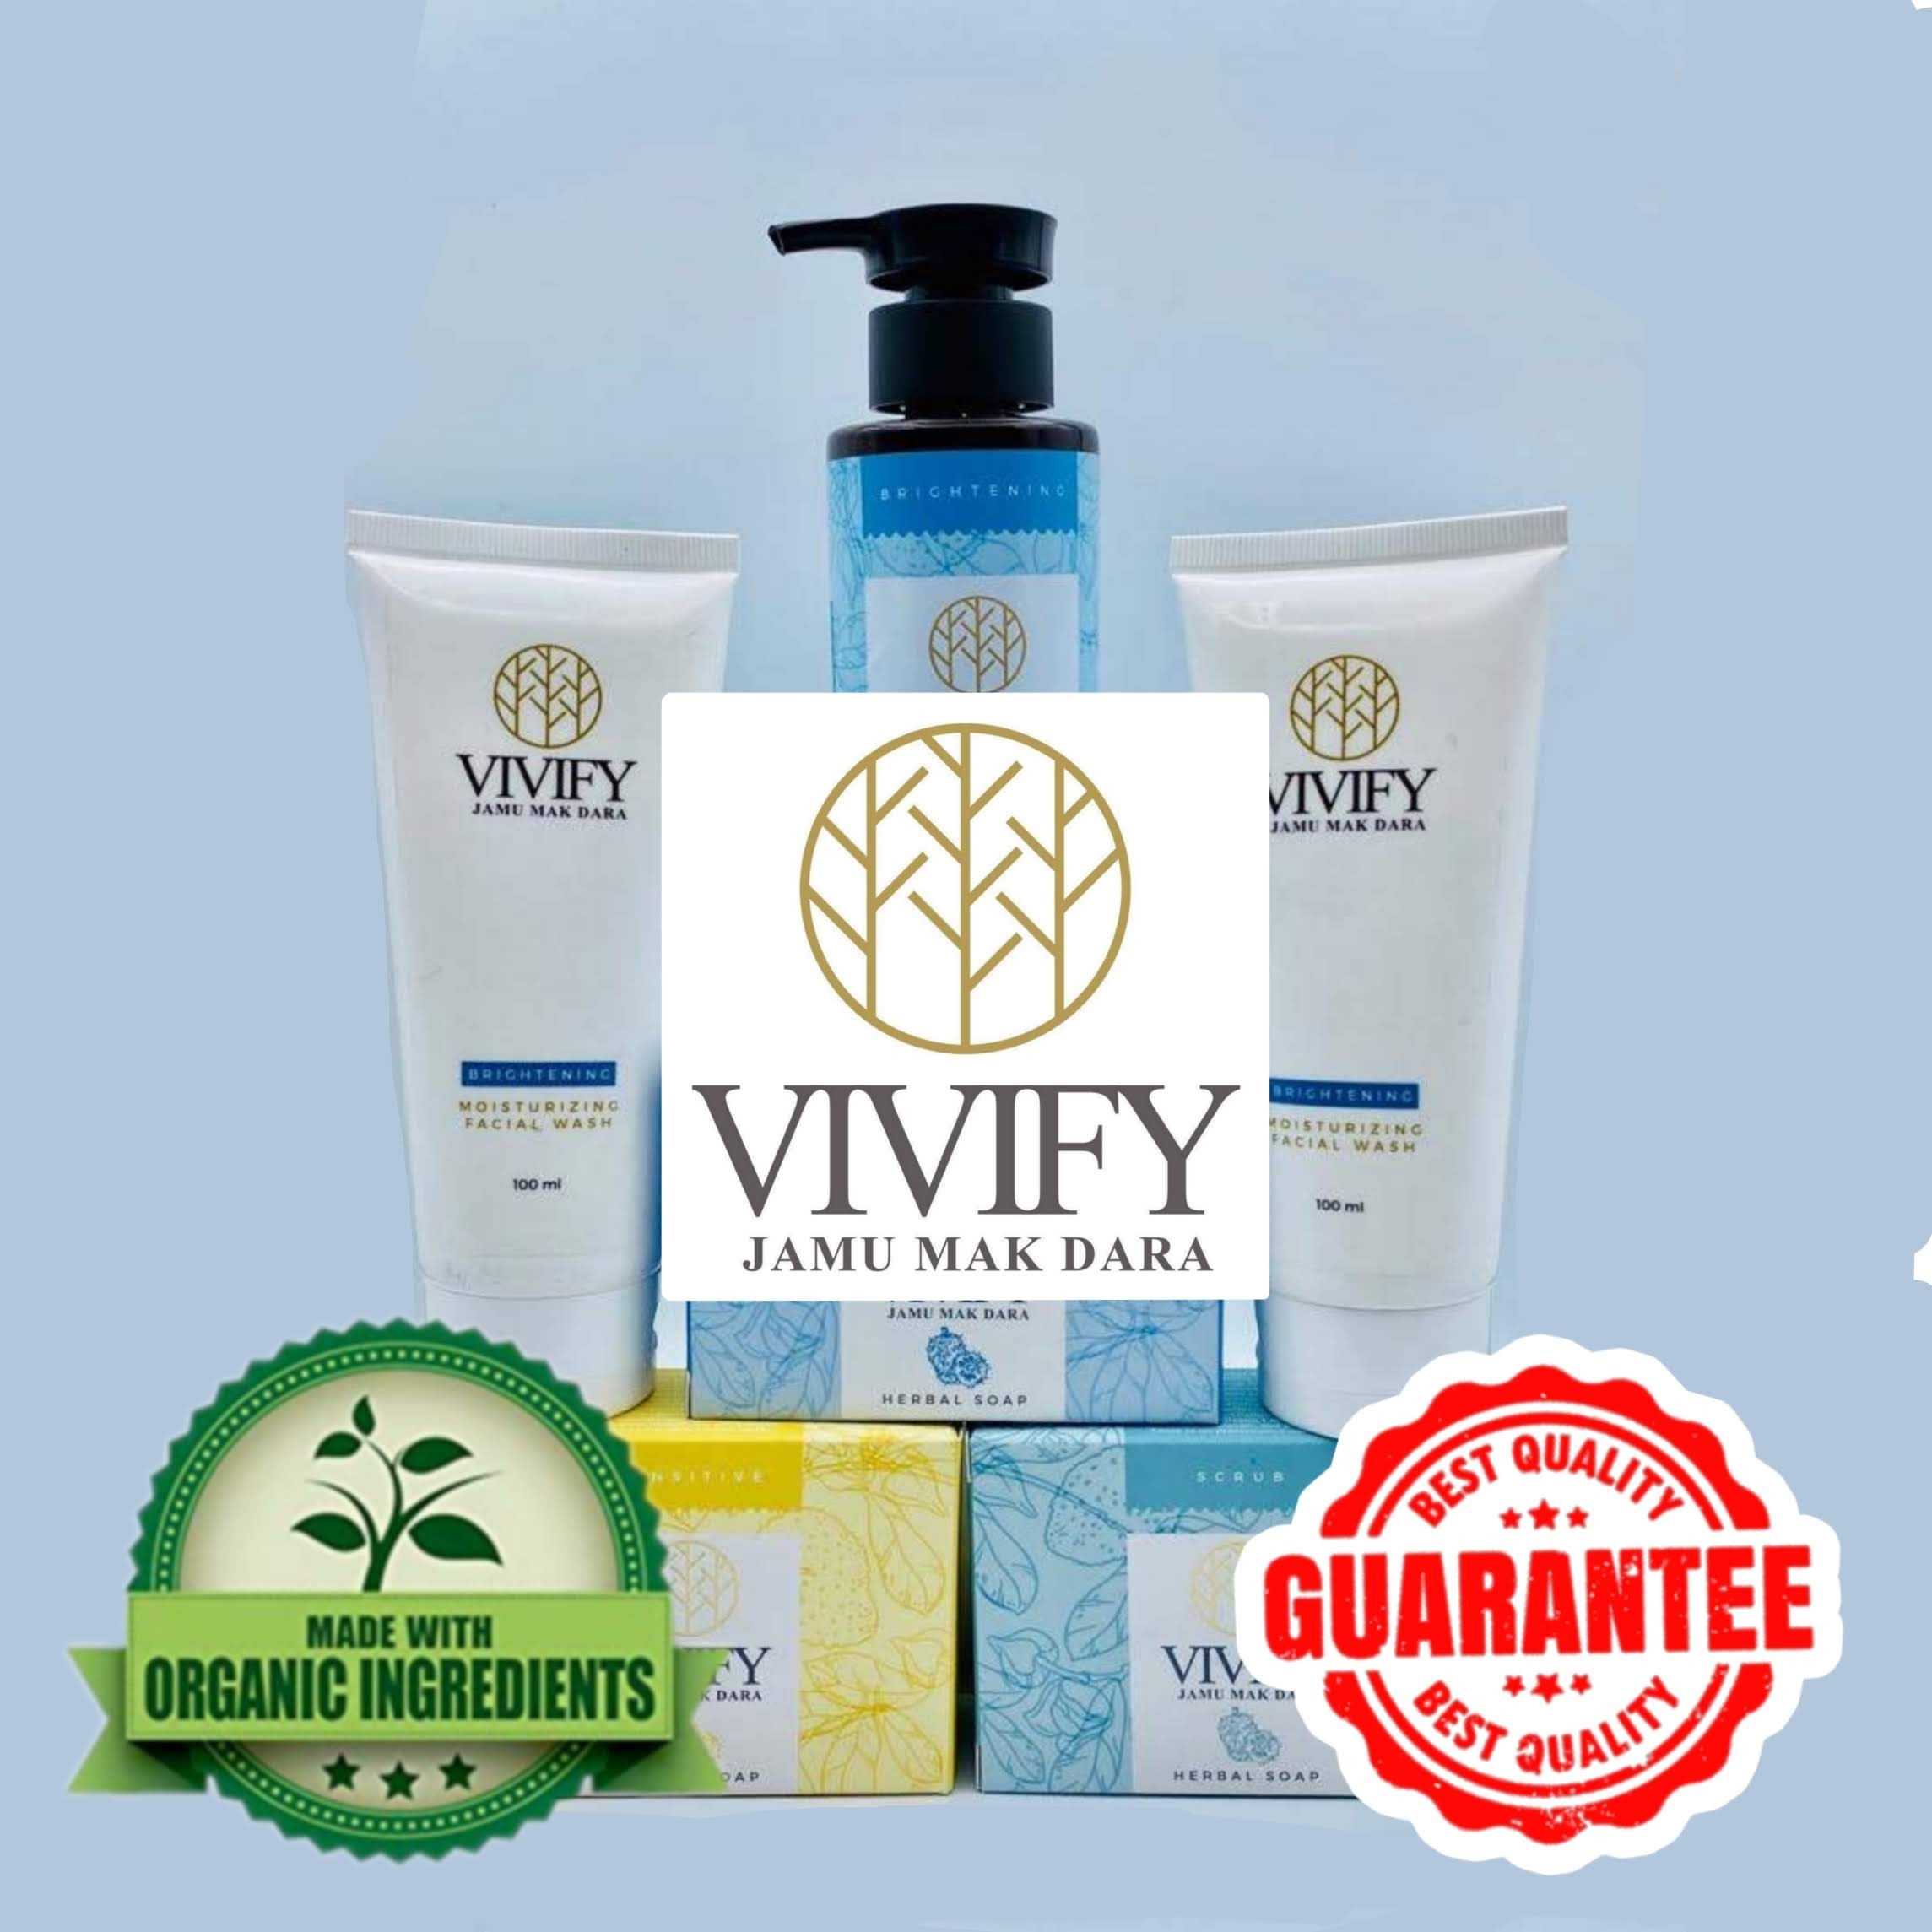 BRIGHTENING
VIVIFY
JAMU MAK DARA
BRIGHTENING
MOISTURIZING
FACIAL WASH
100 ml
VIVIFY
JAMU MAK DARA
VIVIFY
JAMU MAK DARA
BRIGHTENING
MOISTURIZING
FACIAL WASH
100 ml
JAMU MAK DARA
HERBAL SOAP
SCRUB
JAMU MAK
HERBAL SOAP
DARA
MADE WITH
ORGANIC INGREDIENTS
BEST QUALITY
GUARANTEE
BEST QUALITY